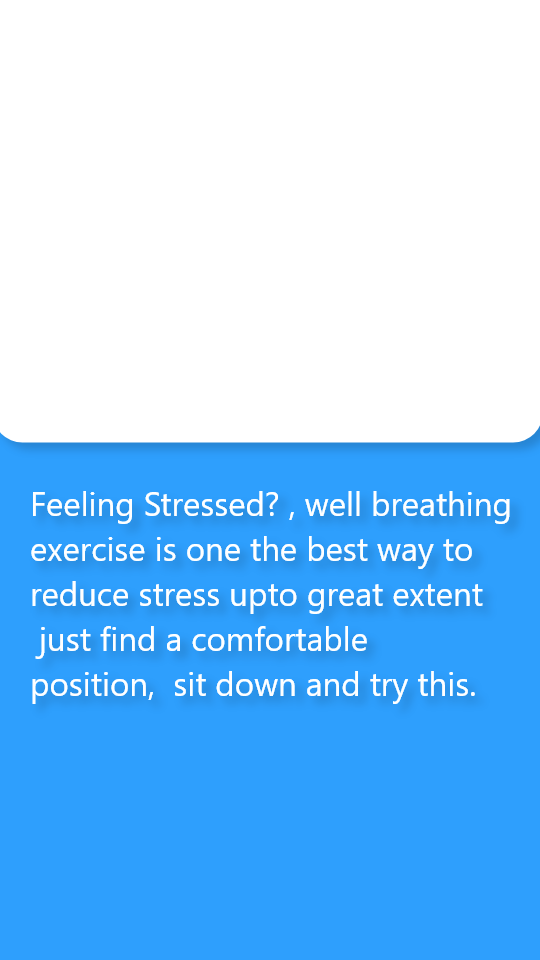 Feeling Stressed? , well breathing
exercise is one the best way to
reduce stress upto great extent
just find a comfortable
position,  sit down and try this.